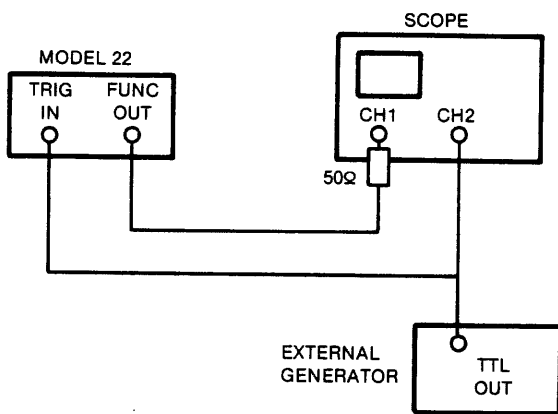 SCOPE
MODEL 22
TRIG IN
FUNC OUT
CH1
CH2
50Ω
EXTERNAL
GENERATOR
TTL
OUT